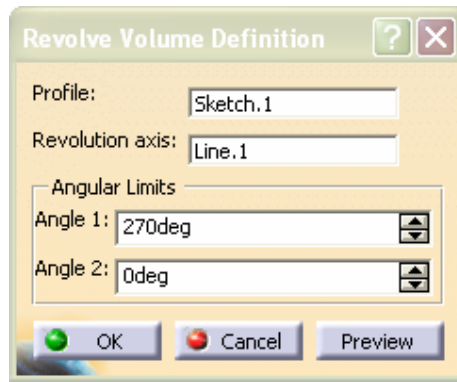 Revolve Volume Definition
Profile: Sketch.1
Revolution axis: Line.1
Angular Limits
Angle 1: 270deg
Angle 2: 0deg
OK Cancel Preview